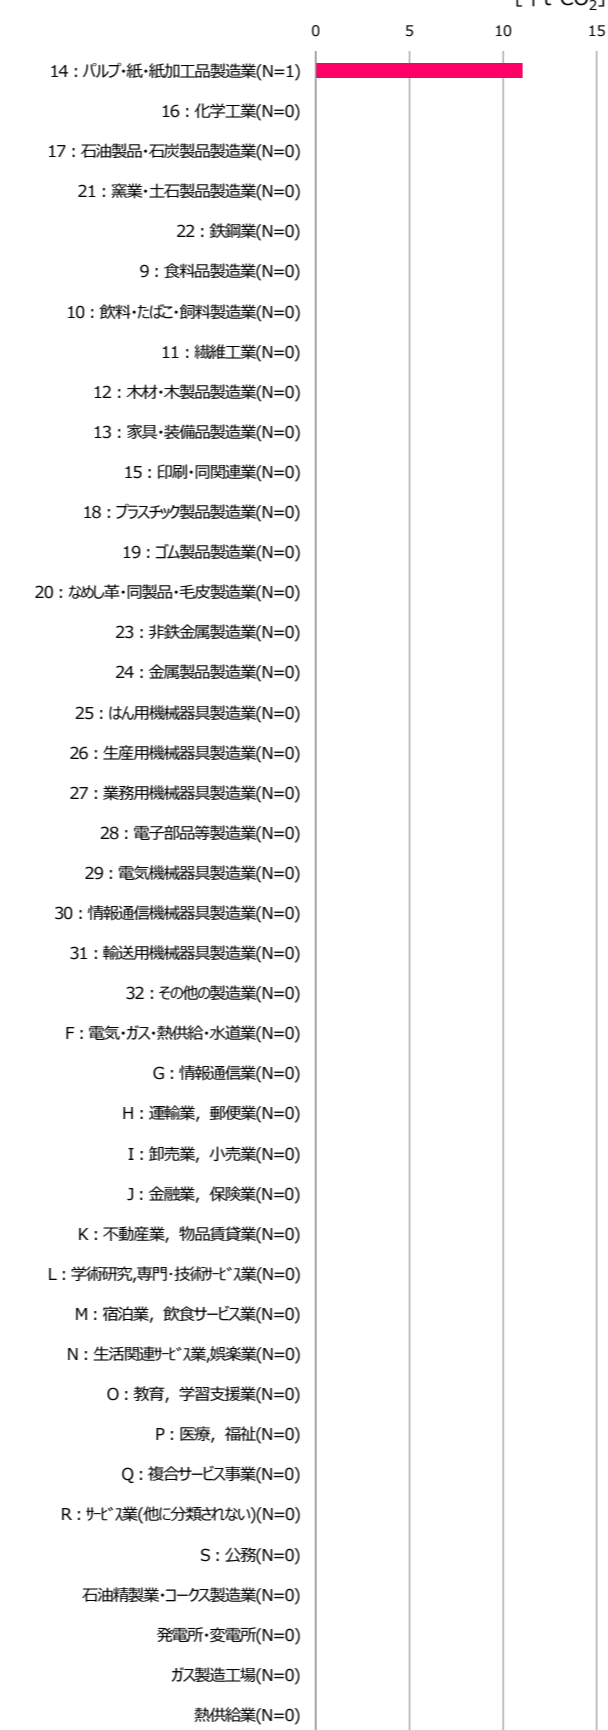 CO2]
0 5 10 15
14：パルプ・紙・紙加工品製造業(N=1)
16：化学工業(N=0)
17：石油製品・石炭製品製造業(N=0)
21：窯業・土石製品製造業(N=0)
22：鉄鋼業(N=0)
9：食料品製造業(N=0)
10：飲料・たばこ・飼料製造業(N=0)
11：繊維工業(N=0)
12：木材・木製品製造業(N=0)
13：家具・装備品製造業(N=0)
15：印刷・同関連業(N=0)
18：プラスチック製品製造業(N=0)
19：ゴム製品製造業(N=0)
20：なめし革・同製品・毛皮製造業(N=0)
23：非鉄金属製造業(N=0)
24：金属製品製造業(N=0)
25：はん用機械器具製造業(N=0)
26：生産用機械器具製造業(N=0)
27：業務用機械器具製造業(N=0)
28：電子部品等製造業(N=0)
29：電気機械器具製造業(N=0)
30：情報通信機械器具製造業(N=0)
31：輸送用機械器具製造業(N=0)
32：その他の製造業(N=0)
F：電気・ガス・熱供給・水道業(N=0)
G：情報通信業(N=0)
H：運輸業，郵便業(N=0)
I：卸売業，小売業(N=0)
J：金融業，保険業(N=0)
K：不動産業，物品賃貸業(N=0)
L：学術研究,専門・技術ｻｰﾋﾞｽ業(N=0)
M：宿泊業，飲食サービス業(N=0)
N：生活関連ｻｰﾋﾞｽ業,娯楽業(N=0)
O：教育，学習支援業(N=0)
P：医療，福祉(N=0)
Q：複合サービス事業(N=0)
R：ｻｰﾋﾞｽ業(他に分類されない)(N=0)
S：公務(N=0)
石油精製業・コークス製造業(N=0)
発電所・変電所(N=0)
ガス製造工場(N=0)
熱供給業(N=0)